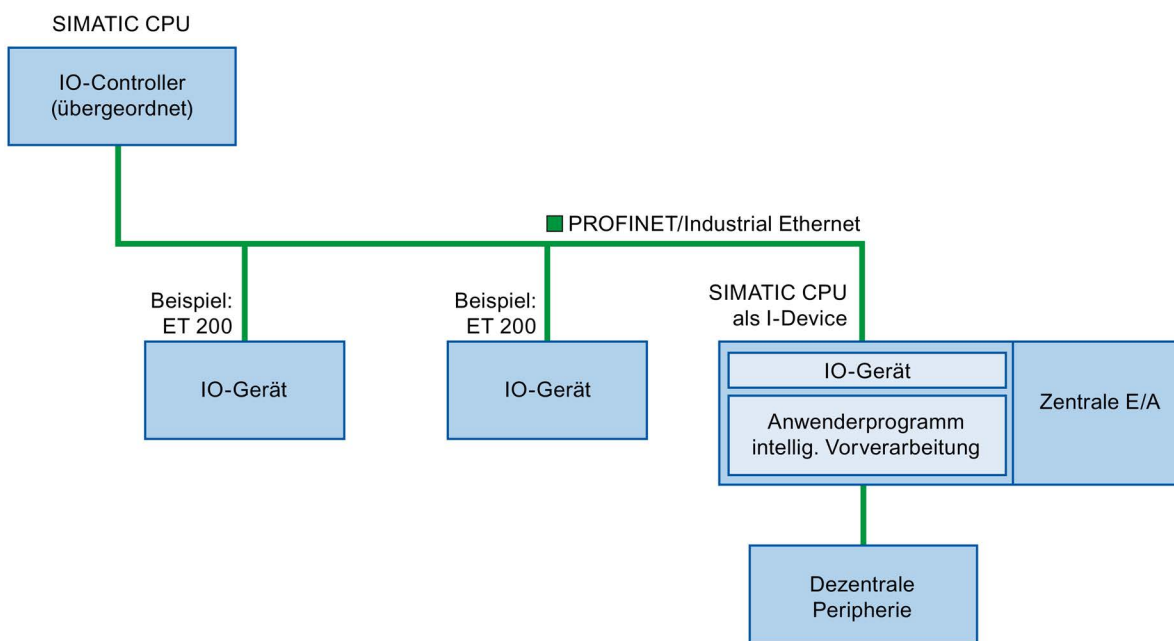 SIMATIC CPU
IO-Controller
(übergeordnet)
PROFINET/Industrial Ethernet
Beispiel:
ET 200
IO-Gerät
Beispiel:
ET 200
IO-Gerät
SIMATIC CPU
als I-Device
IO-Gerät
Anwenderprogramm
intellig. Vorverarbeitung
Zentrale E/A
Dezentrale
Peripherie